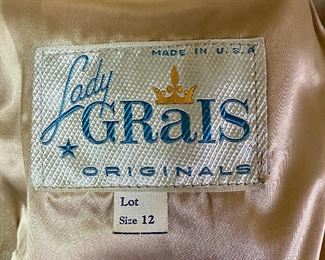 MADE IN U.S.A
Lady
GRaIS
ORIGINALS
Lot
Size 12